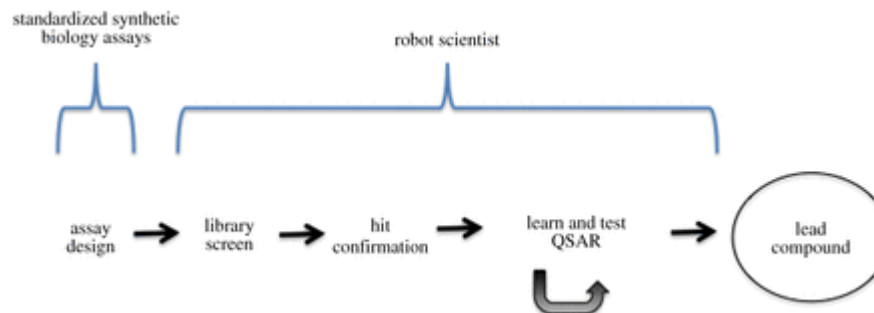 standardized synthetic
biology assays
robot scientist
assay
design
library
screen
hit
confirmation
learn and test
QSAR
lead
compound